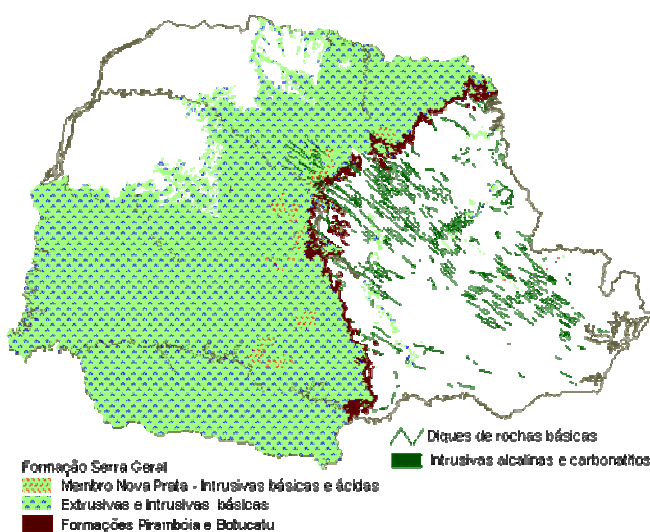 Diques de rochas básicas
Intrusivas alcalinas e carbonatitos
Formação Serra Geral
Membro Nova Prata - Intrusivas básicas e ácidas
Extrusivas e Intrusivas básicas
Formações Pirambóia e Botucatu